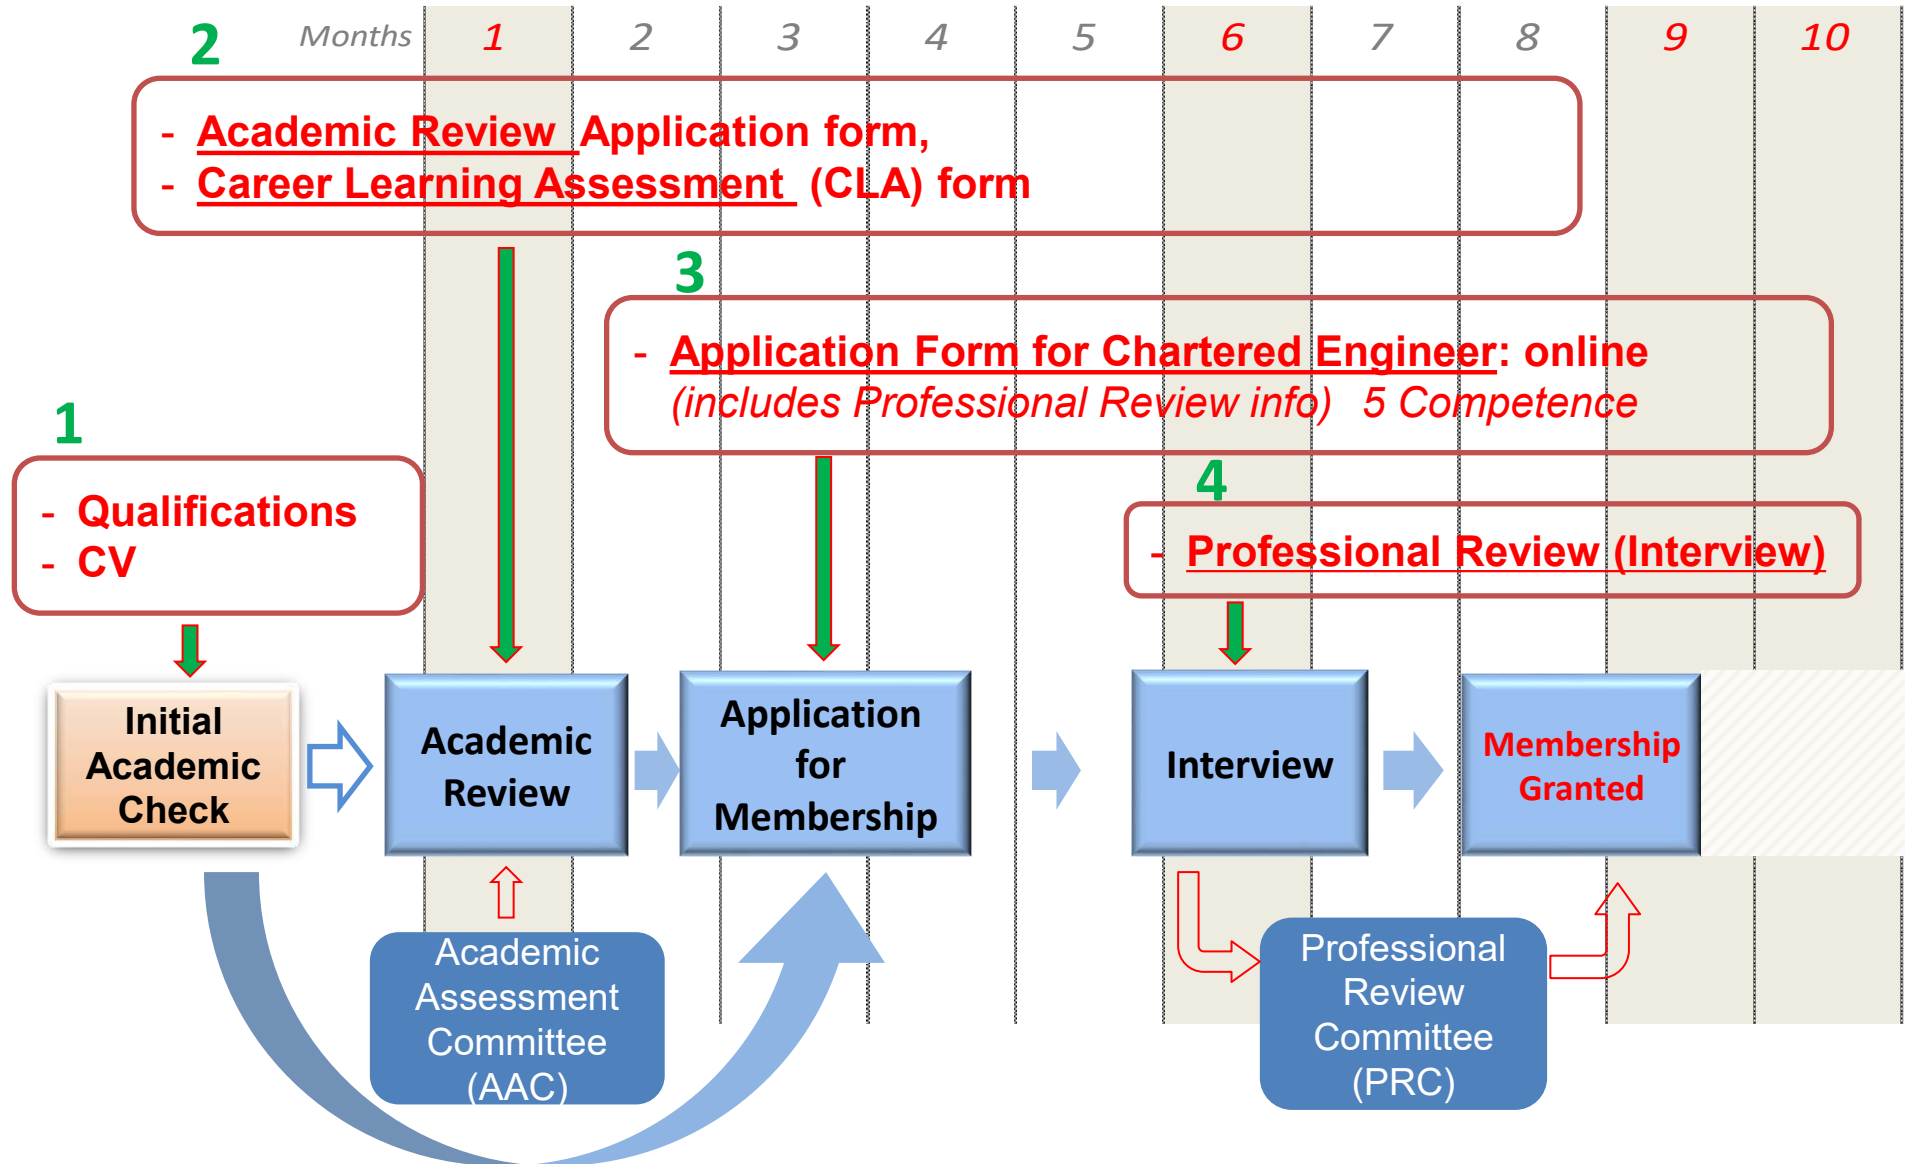 2
Months 1 2 3 4 5 6 7 8 9 10
- Academic Review Application form,
- Career Learning Assessment (CLA) form
3
- Application Form for Chartered Engineer: online
(includes Professional Review info) 5 Competence
1
- Qualifications
- CV
4
- Professional Review (Interview)
Initial
Academic
Check
Academic
Review
Application
for
Membership
Interview
Membership
Granted
Academic
Assessment
Committee
(AAC)
Professional
Review
Committee
(PRC)